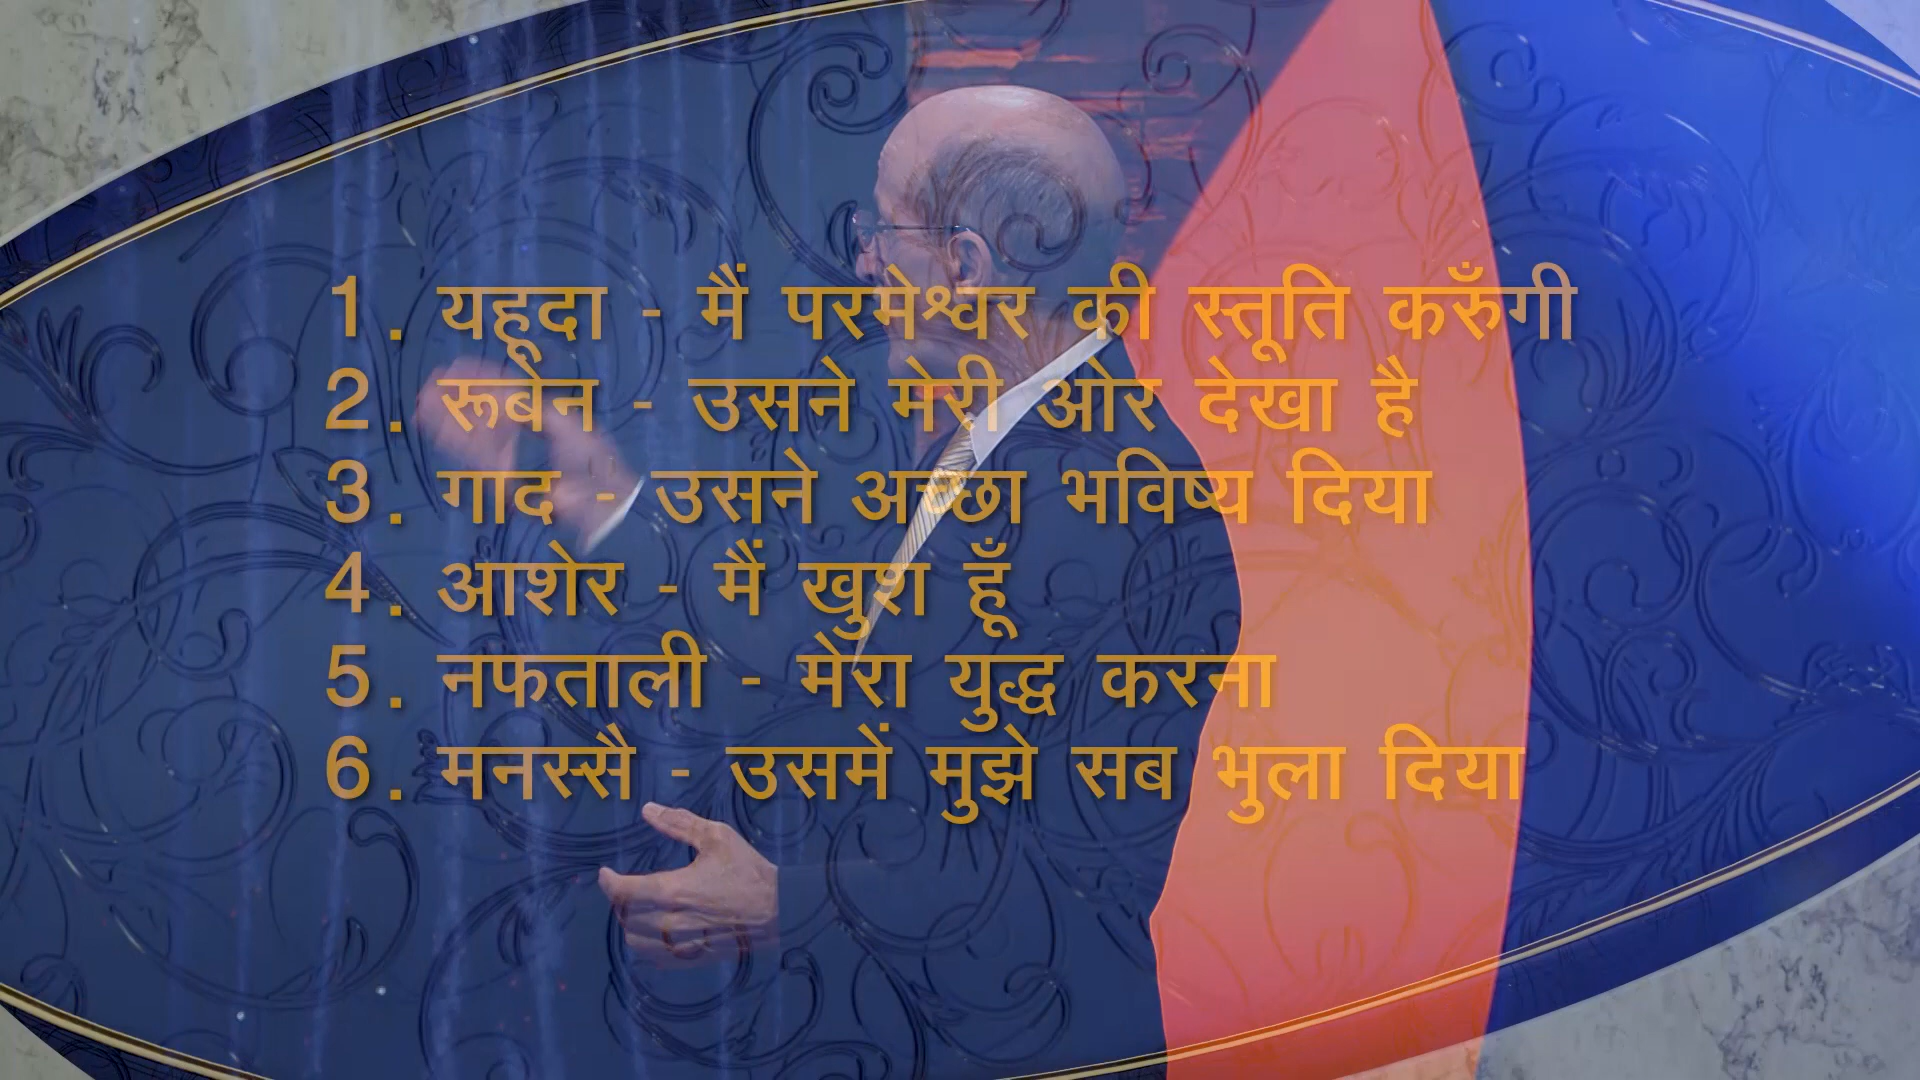 1. यहूदा - मैं परमेश्वर की स्तूति करुँगी
2. रूबेन - उसने मेरी ओर देखा है
3. गाद - उसने अच्छा भविष्य दिया
4. आशेर - मैं खुश हूँ
5. नफताली - मेरा युद्ध करना
6. मनस्सै - उसमें मुझे सब भुला दिया